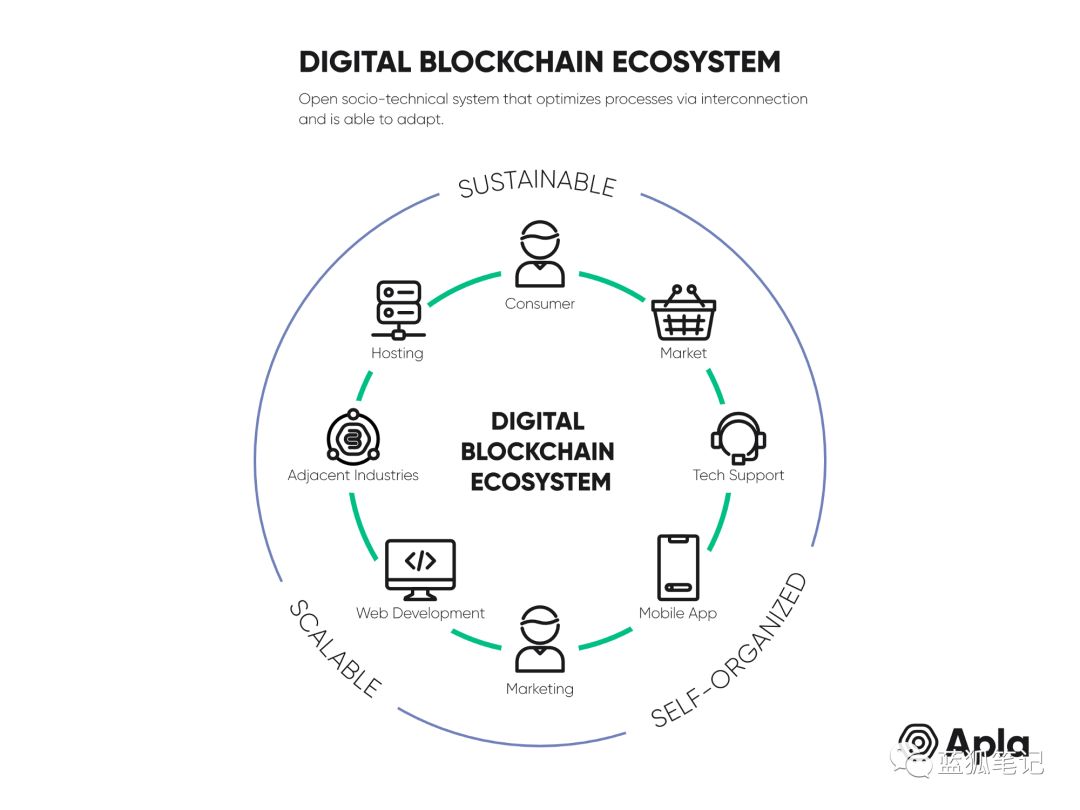 DIGITAL BLOCKCHAIN ECOSYSTEM
Open socio-technical system that optimizes processes via interconnection
and is able to adapt.
SUSTAINABLE
Consumer
Hosting
Market
DIGITAL
BLOCKCHAIN
ECOSYSTEM
Adjacent Industries
Tech Support
Web Development
Mobile App
SCALABLE
SELF-ORGANIZED
Marketing
Apla
蓝狐笔记